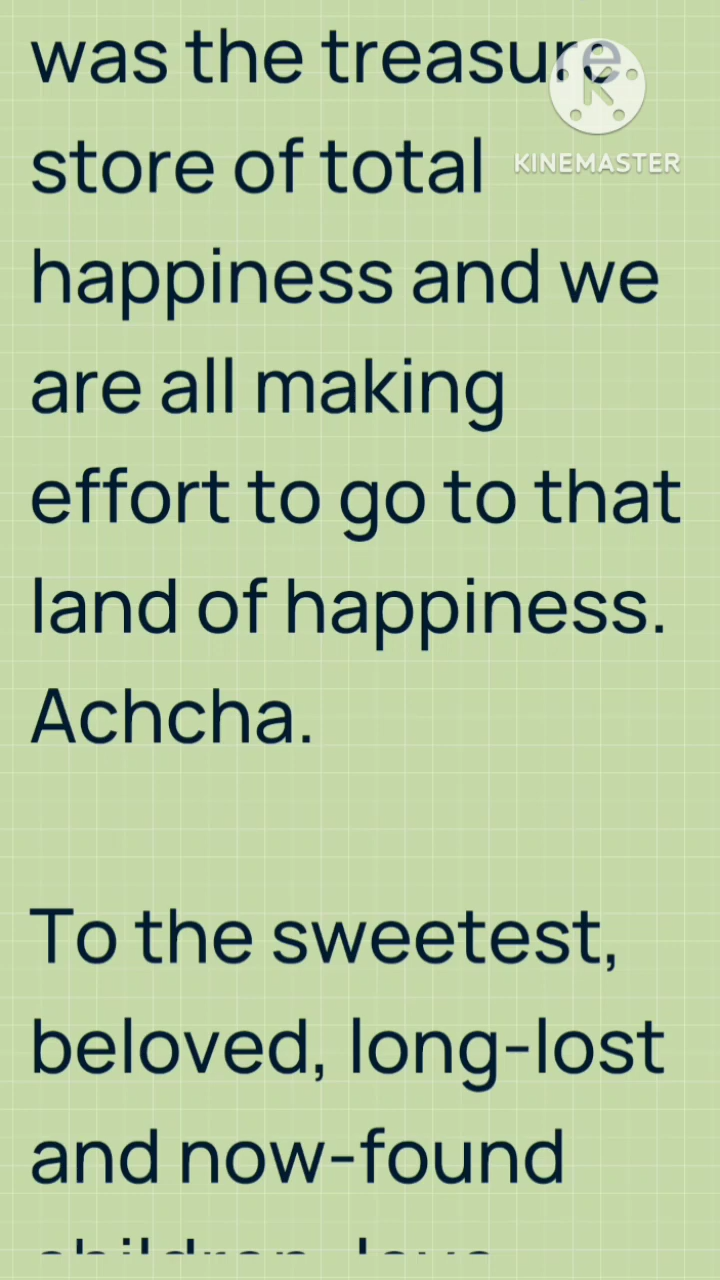 was the treasure
KINEMASTER
store of total
happiness and we
are all making
effort to go to that
land of happiness.
Achcha.
To the sweetest,
beloved, long-lost
and now-found